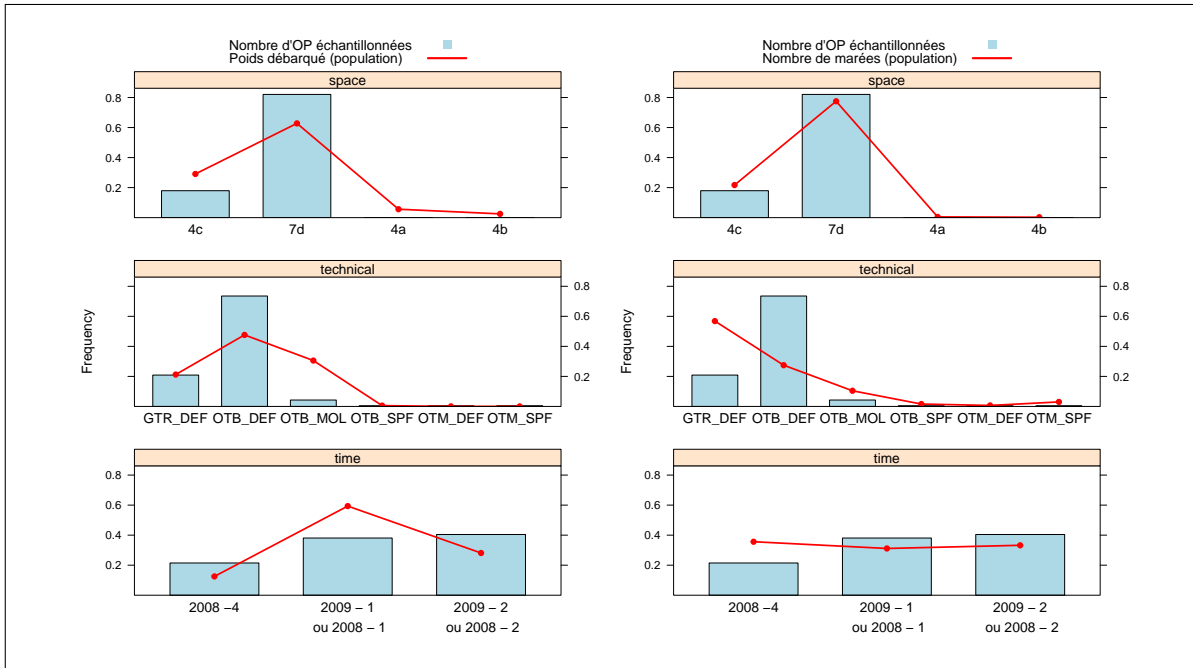 Nombre d'OP échantillonnées
Poids débarqué (population)
space
0.8
0.6
0.4
0.2
4c 7d 4a 4b
technical
0.8
0.6
0.4
0.2
Frequency
GTR_DEF OTB_DEF OTB_MOL OTB_SPF OTM_DEF OTM_SPF
time
0.8
0.6
0.4
0.2
2008 –4 2009 – 1 2009 – 2
ou 2008 – 1 ou 2008 – 2
Nombre d'OP échantillonnées
Nombre de marées (population)
space
0.8
0.6
0.4
0.2
4c 7d 4a 4b
technical
0.8
0.6
0.4
0.2
Frequency
GTR_DEF OTB_DEF OTB_MOL OTB_SPF OTM_DEF OTM_SPF
time
0.8
0.6
0.4
0.2
2008 –4 2009 – 1 2009 – 2
ou 2008 – 1 ou 2008 – 2